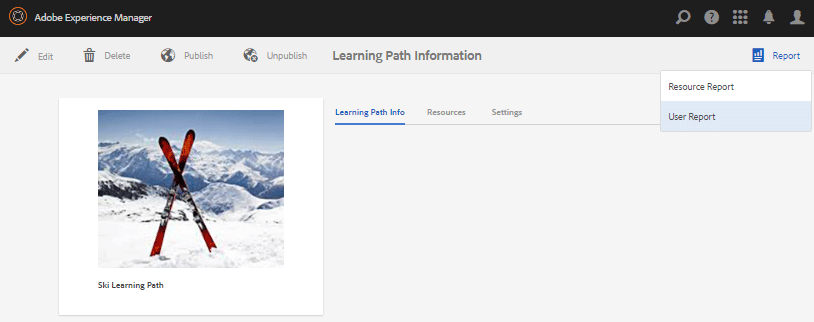 Adobe Experience Manager
Edit Delete Publish Unpublish Learning Path Information Report
Resource Report
User Report
Learning Path Info Resources Settings
Ski Learning Path